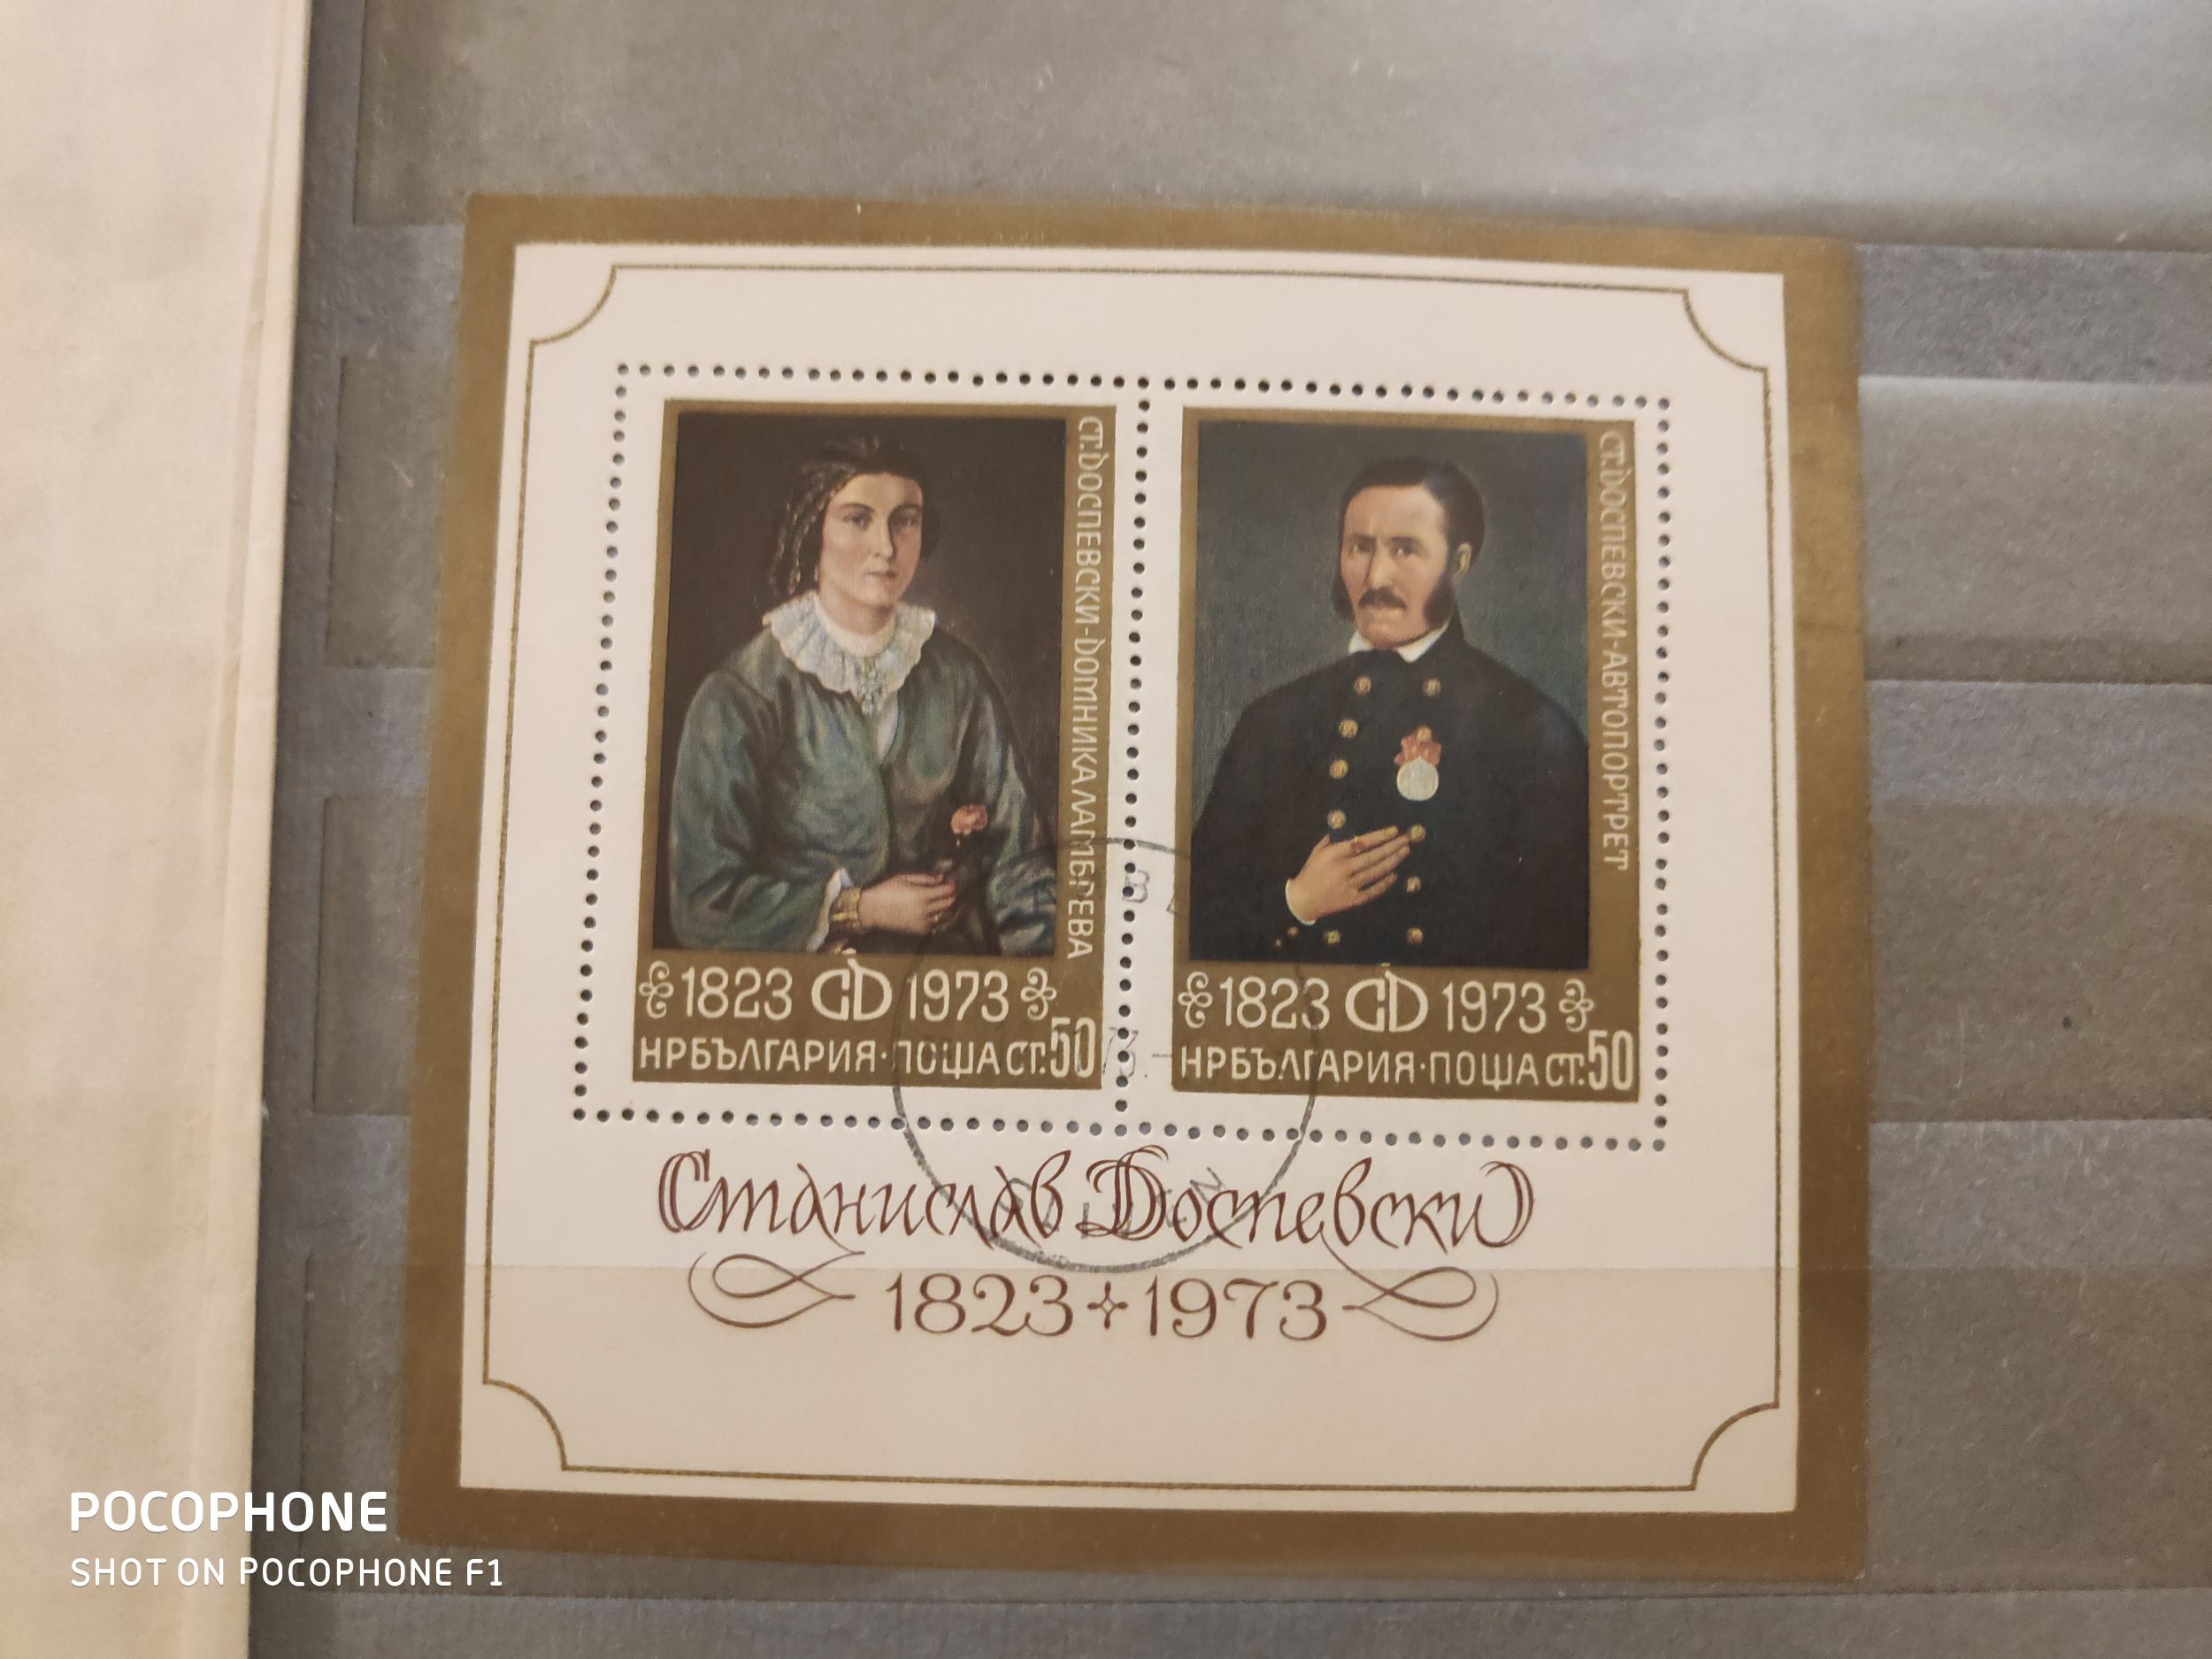 СТ.ДОСПЕВСКИ-ДОМНИКА ЛАМБРЕВА
1823 СД 1973
НРБЪЛГАРИЯ·ПОЩА СТ.50
СТ.ДОСПЕВСКИ-АВТОПОРТРЕТ
1823 СД 1973
НРБЪЛГАРИЯ·ПОЩА СТ.50
Станислав Доспевски
1823+1973
POCOPHONE
SHOT ON POCOPHONE F1